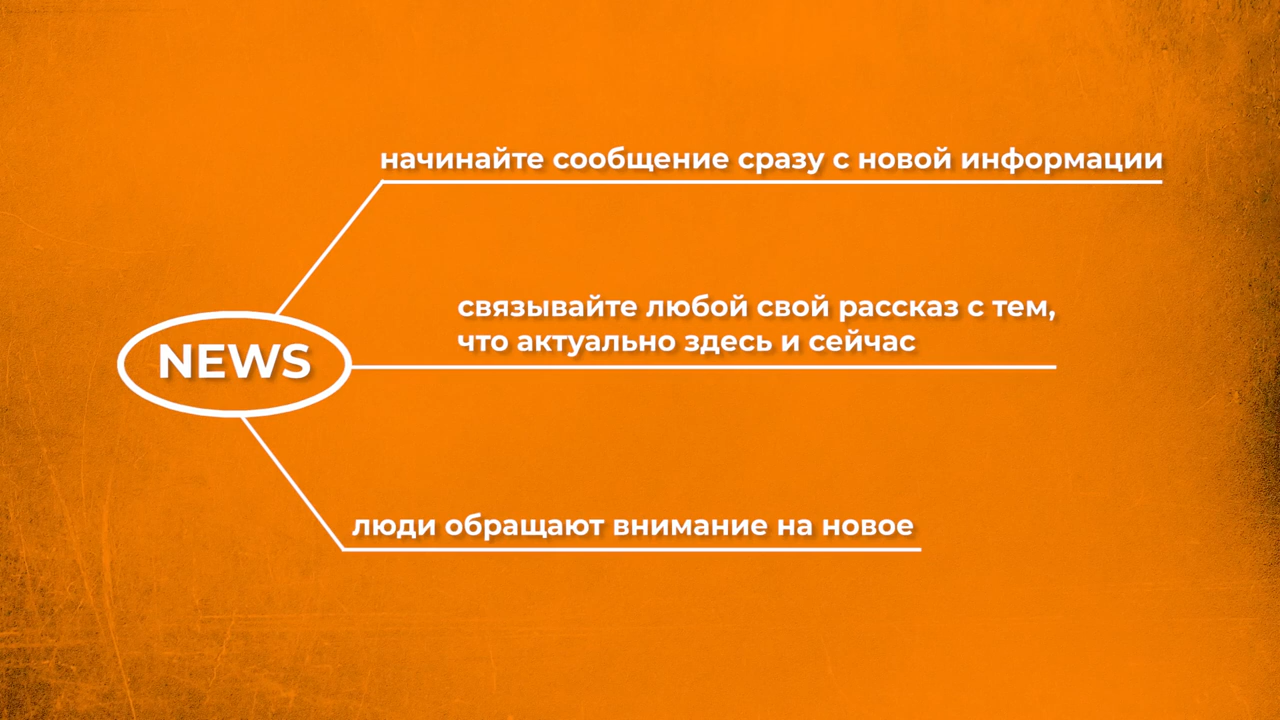 начинайте сообщение сразу с новой информации
связывайте любой свой рассказ с тем,
что актуально здесь и сейчас
NEWS
люди обращают внимание на новое